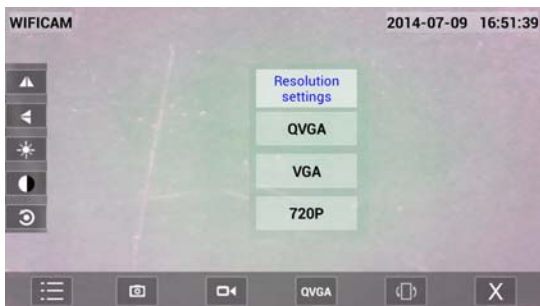 WIFICAM 2014-07-09 16:51:39
Resolution
settings
QVGA
VGA
720P
QVGA X